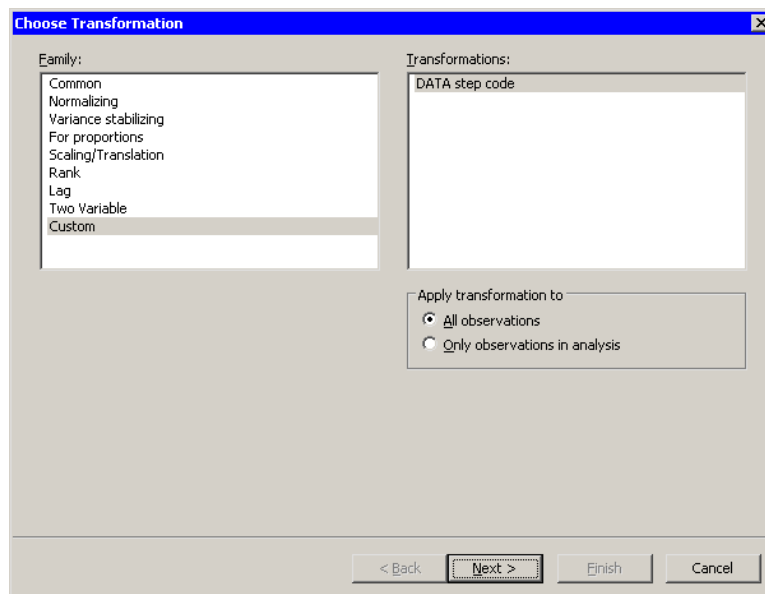 Choose Transformation
Family:
Common
Normalizing
Variance stabilizing
For proportions
Scaling/Translation
Rank
Lag
Two Variable
Custom
Transformations:
DATA step code
Apply transformation to
All observations
Only observations in analysis
< Back
Next >
Finish
Cancel